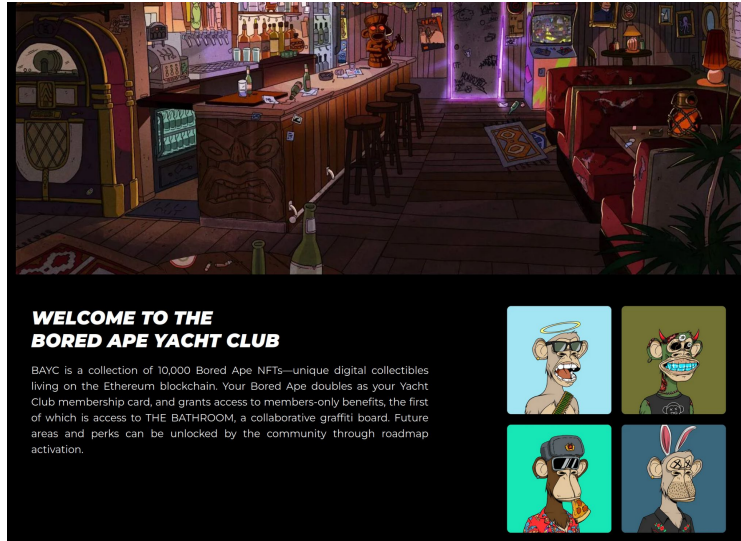 WELCOME TO THE
BORED APE YACHT CLUB
BAYC is a collection of 10,000 Bored Ape NFTs—unique digital collectibles
living on the Ethereum blockchain. Your Bored Ape doubles as your Yacht
Club membership card, and grants access to members-only benefits, the first
of which is access to THE BATHROOM, a collaborative graffiti board. Future
areas and perks can be unlocked by the community through roadmap
activation.